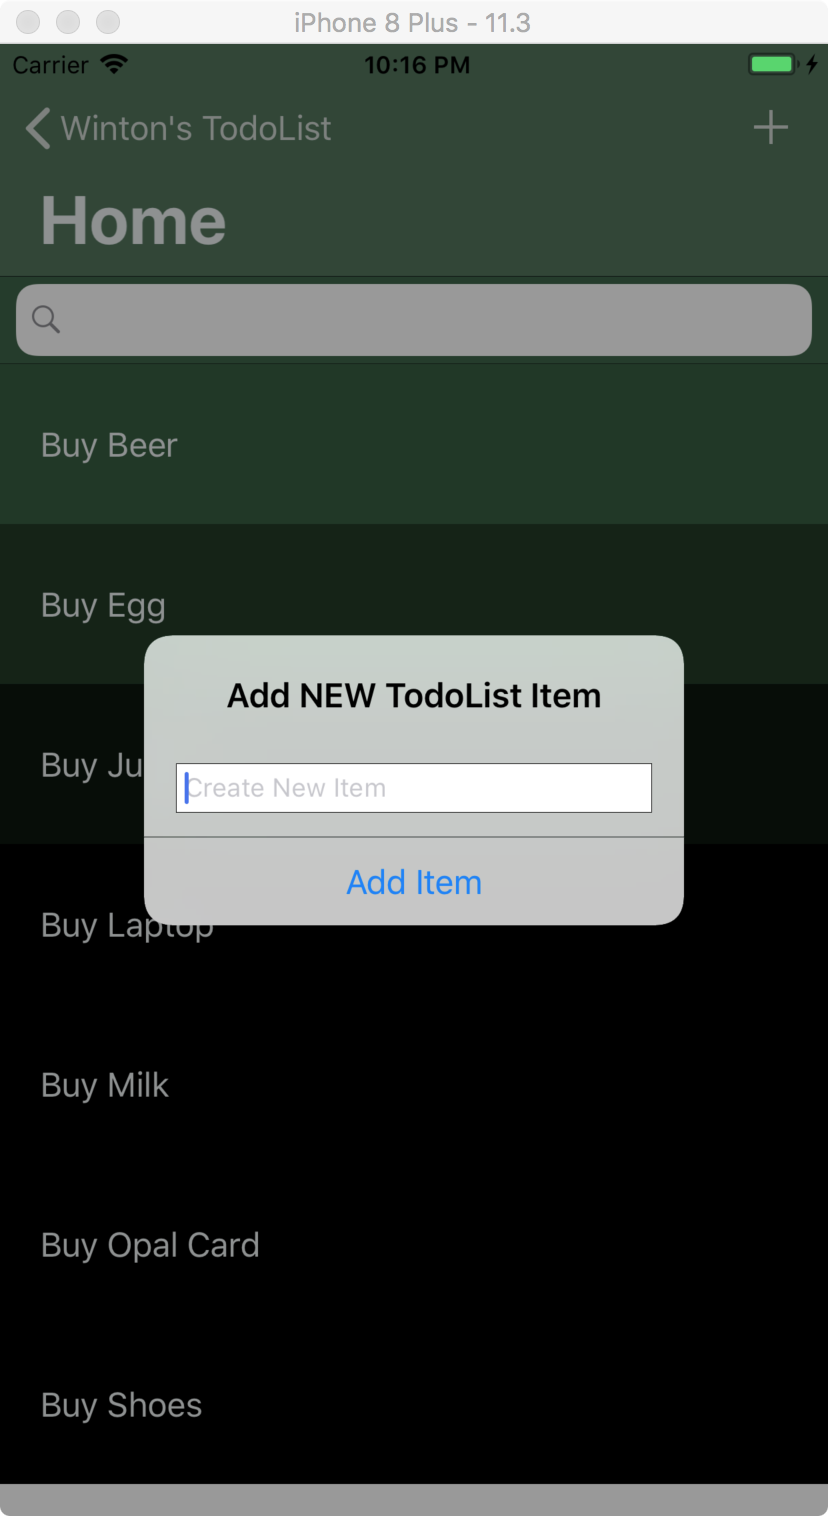 iPhone 8 Plus - 11.3
Carrier 10:16 PM
Winton's TodoList
Home
Buy Beer
Buy Egg
Add NEW TodoList Item
Buy Ju
Create New Item
Add Item
Buy Laptop
Buy Milk
Buy Opal Card
Buy Shoes